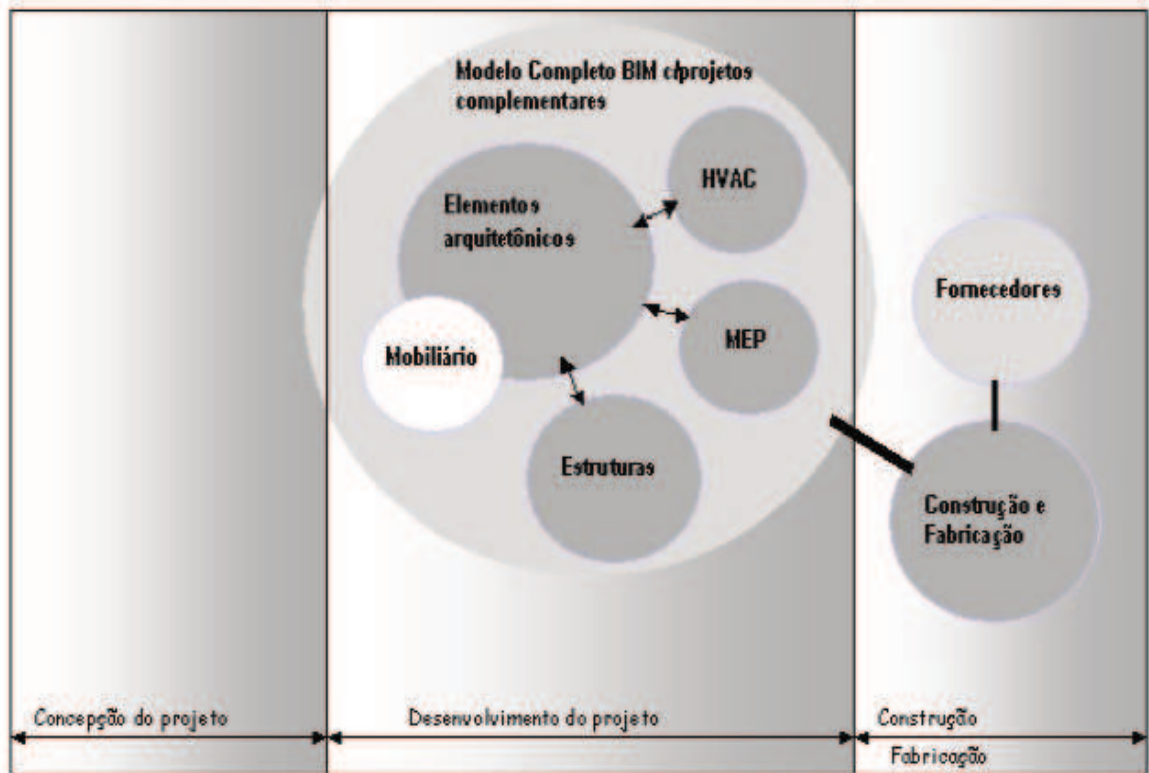 Modelo Completo BIM c/projetos
complementares
HVAC
Elementos
arquitetônicos
Fornecedores
MEP
Mobiliário
Estruturas
Construção e
Fabricação
Concepção do projeto
Desenvolvimento do projeto
Construção
Fabricação